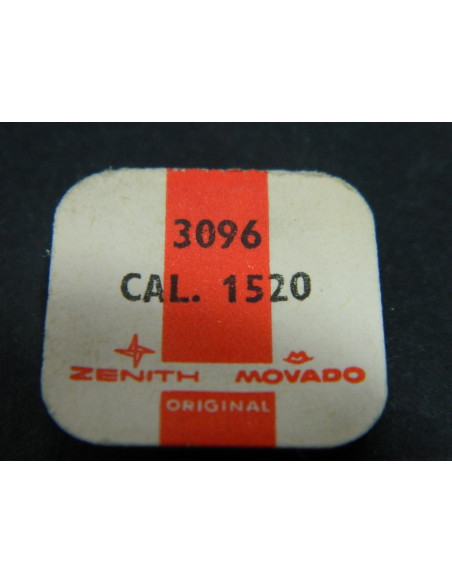 3096
CAL. 1520
ZENITH MOVADO
ORIGINAL